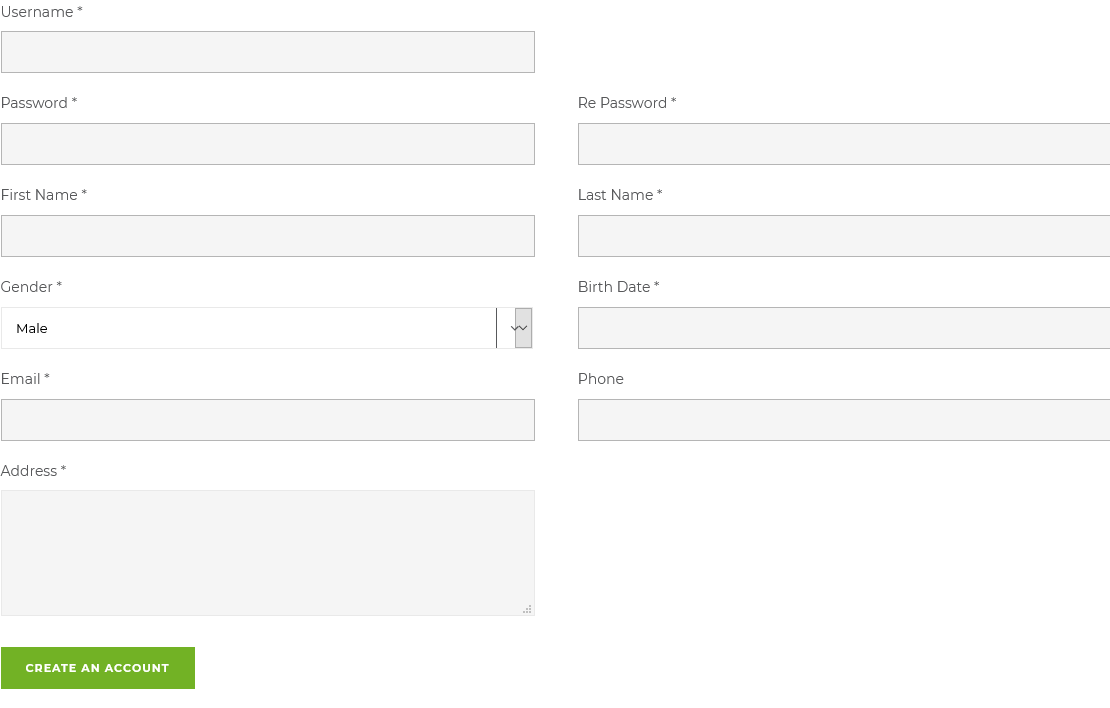 Username *
Password *
Re Password *
First Name *
Last Name *
Gender *
Birth Date *
Male
Email *
Phone
Address *
CREATE AN ACCOUNT